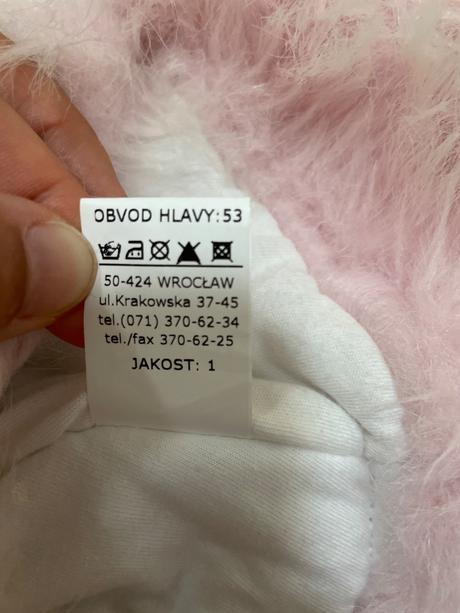 OBVOD HLAVY:53
50-424 WROCŁAW
ul.Krakowska 37-45
tel.(071) 370-62-34
tel./fax 370-62-25
JAKOST: 1